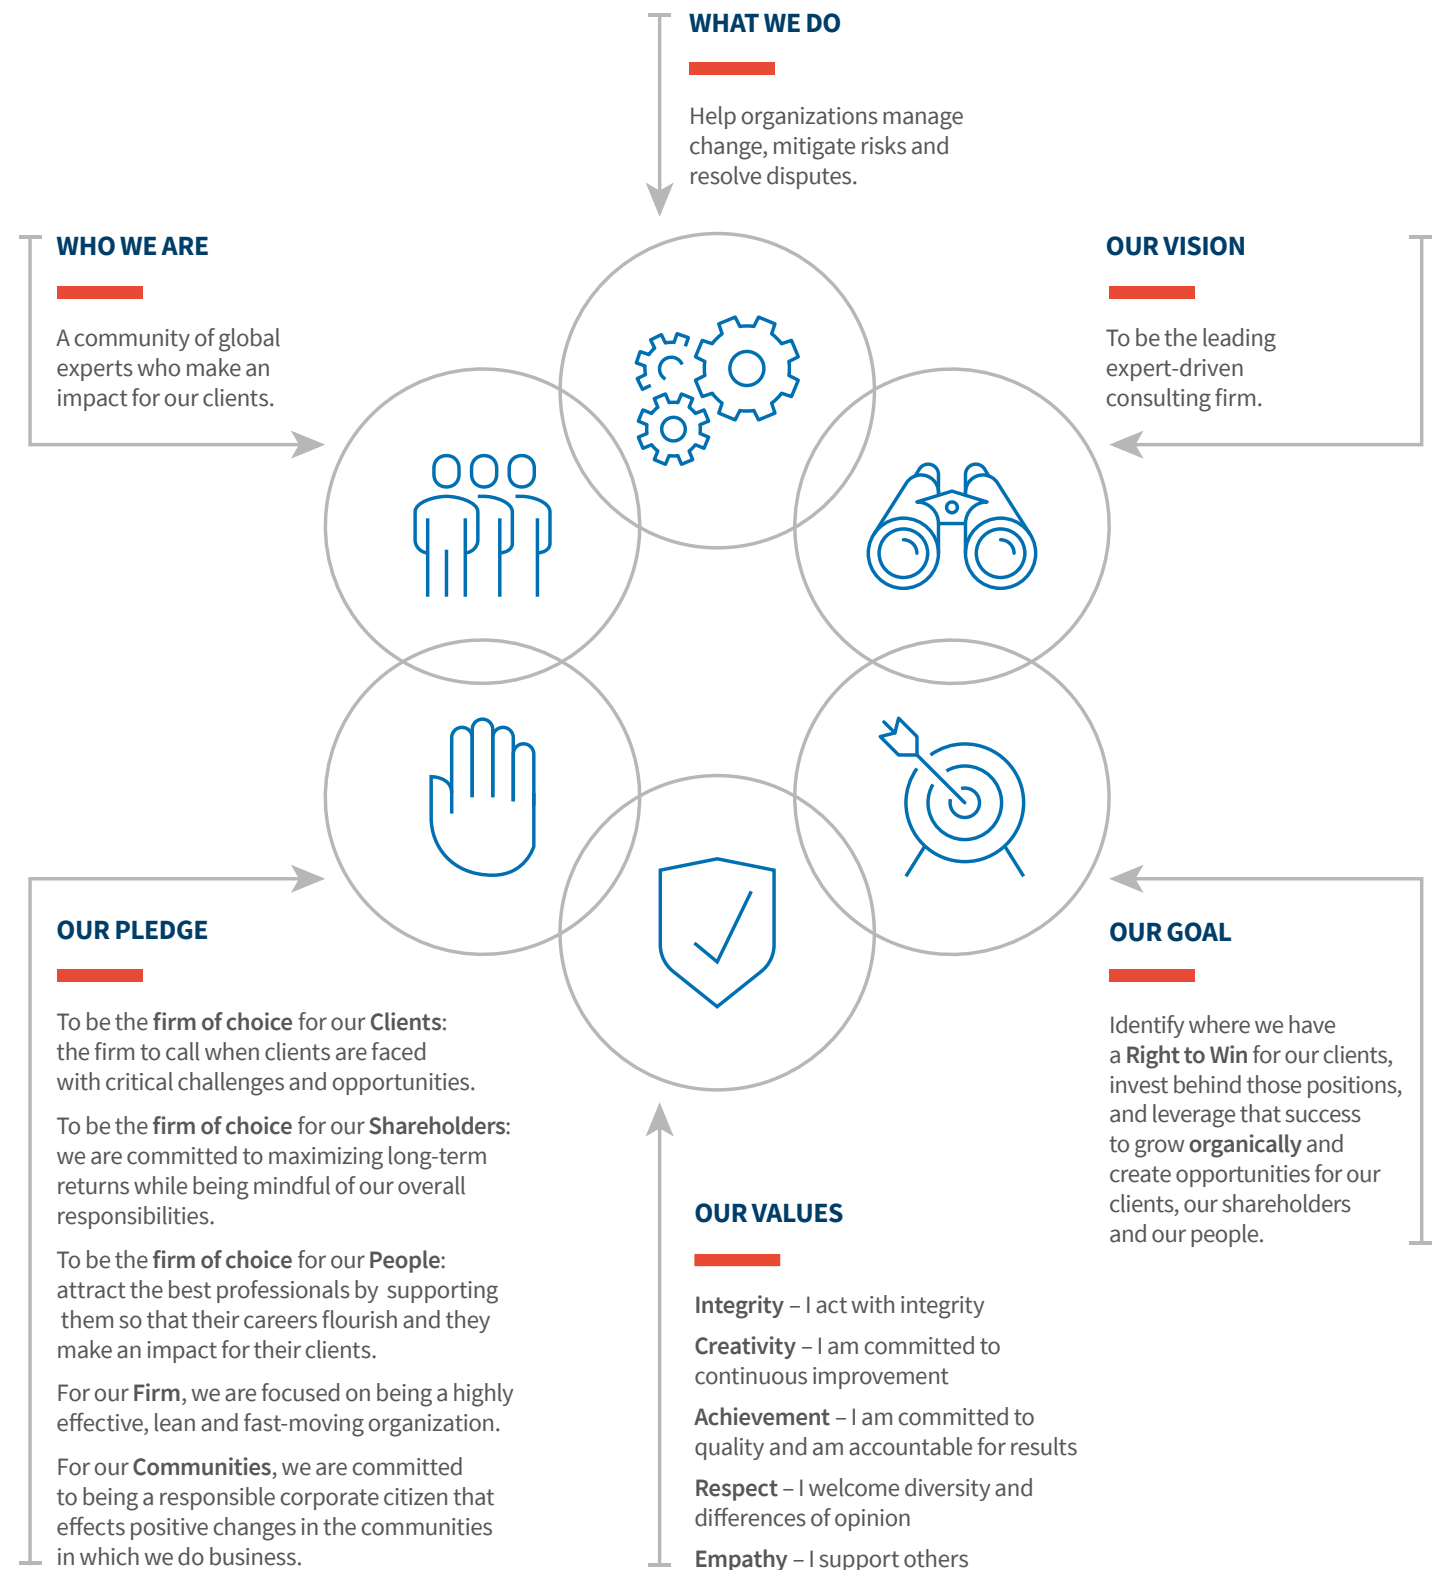 WHAT WE DO
Help organizations manage
change, mitigate risks and
resolve disputes.
WHO WE ARE
A community of global
experts who make an
impact for our clients.
OUR VISION
To be the leading
expert-driven
consulting firm.
OUR PLEDGE
To be the firm of choice for our Clients:
the firm to call when clients are faced
with critical challenges and opportunities.
To be the firm of choice for our Shareholders:
we are committed to maximizing long-term
returns while being mindful of our overall
responsibilities.
To be the firm of choice for our People:
attract the best professionals by supporting
them so that their careers flourish and they
make an impact for their clients.
For our Firm, we are focused on being a highly
effective, lean and fast-moving organization.
For our Communities, we are committed
to being a responsible corporate citizen that
effects positive changes in the communities
in which we do business.
OUR VALUES
Integrity – I act with integrity
Creativity – I am committed to
continuous improvement
Achievement – I am committed to
quality and am accountable for results
Respect – I welcome diversity and
differences of opinion
Empathy – I support others
OUR GOAL
Identify where we have
a Right to Win for our clients,
invest behind those positions,
and leverage that success
to grow organically and
create opportunities for our
clients, our shareholders
and our people.